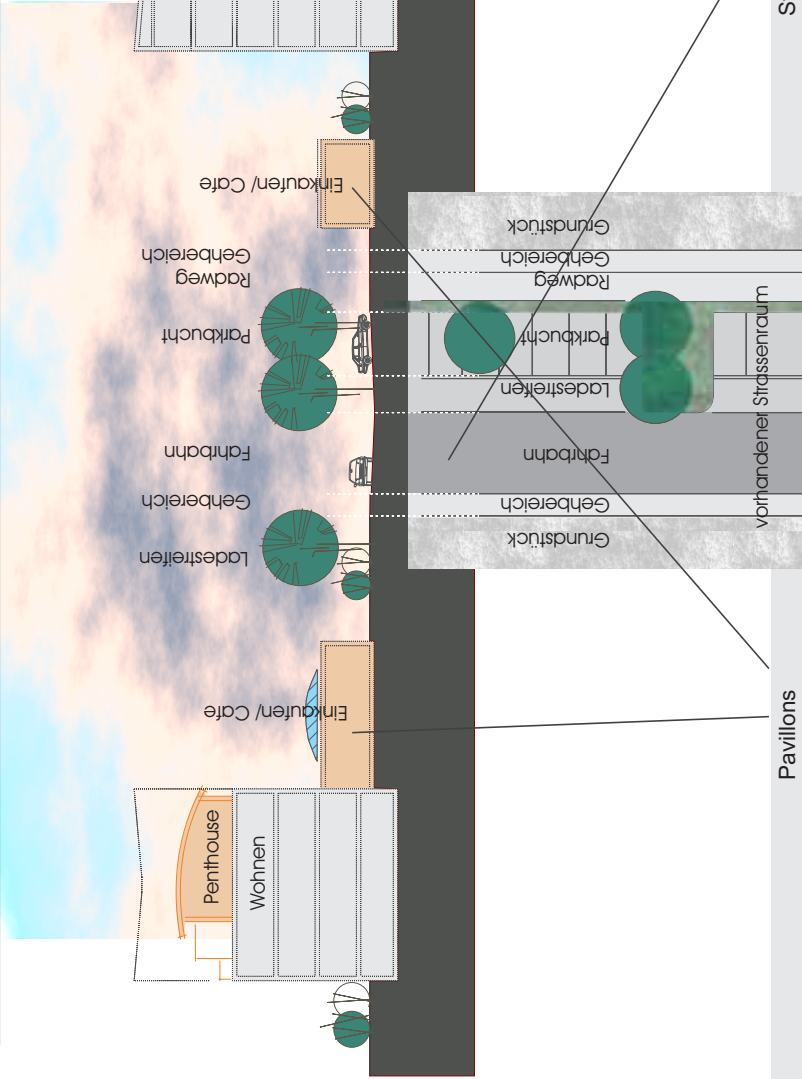 Einkaufen/ Cafe
Gehbereich
Radweg
Parkbucht
Fahrbahn
Gehbereich
Ladestreifen
Einkaufen/ Cafe
Penthouse
Wohnen
Grundstück
Gehbereich
Radweg
Parkbucht
Ladestreifen
Fahrbahn
Gehbereich
Grundstück
vorhandener Strassenraum
Pavillons
S